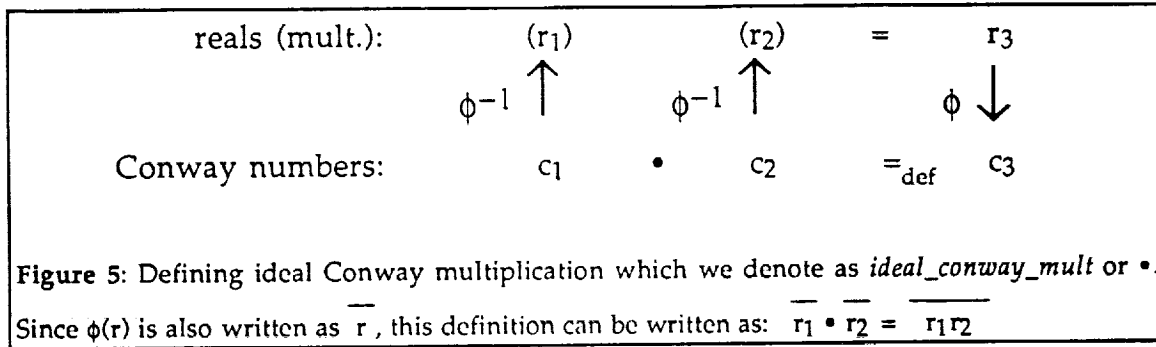 reals (mult.): (r1) (r2) = r3
ϕ−1 ϕ−1 ϕ
Conway numbers: c1 • c2 =def c3
Figure 5: Defining ideal Conway multiplication which we denote as ideal_conway_mult or •.
Since ϕ(r) is also written as r̅, this definition can be written as: r̅1̅ • r̅2̅ = r̅1̅r̅2̅